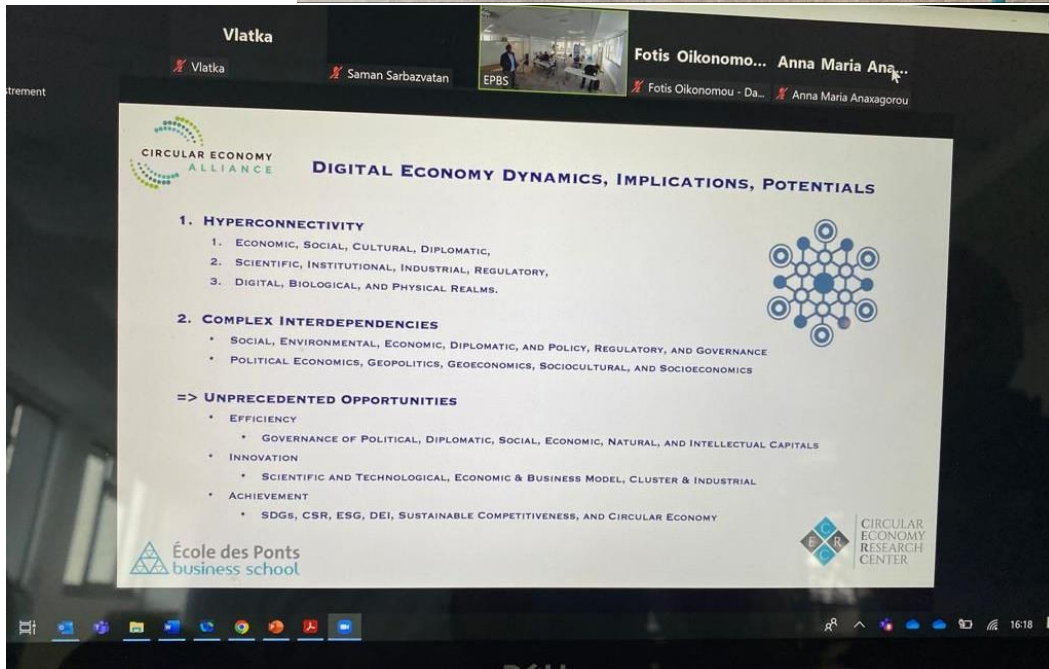 Vlatka
Vlatka
Saman Sarbazvatan
EPBS
Fotis Oikonomo...
Fotis Oikonomou - Da...
Anna Maria Ana...
Anna Maria Anaxagorou
strement
CIRCULAR ECONOMY
ALLIANCE
DIGITAL ECONOMY DYNAMICS, IMPLICATIONS, POTENTIALS
1. HYPERCONNECTIVITY
1. ECONOMIC, SOCIAL, CULTURAL, DIPLOMATIC,
2. SCIENTIFIC, INSTITUTIONAL, INDUSTRIAL, REGULATORY,
3. DIGITAL, BIOLOGICAL, AND PHYSICAL REALMS.
2. COMPLEX INTERDEPENDENCIES
• SOCIAL, ENVIRONMENTAL, ECONOMIC, DIPLOMATIC, AND POLICY, REGULATORY, AND GOVERNANCE
• POLITICAL ECONOMICS, GEOPOLITICS, GEOECONOMICS, SOCIOCULTURAL, AND SOCIOECONOMICS
=> UNPRECEDENTED OPPORTUNITIES
• EFFICIENCY
• GOVERNANCE OF POLITICAL, DIPLOMATIC, SOCIAL, ECONOMIC, NATURAL, AND INTELLECTUAL CAPITALS
• INNOVATION
• SCIENTIFIC AND TECHNOLOGICAL, ECONOMIC & BUSINESS MODEL, CLUSTER & INDUSTRIAL
• ACHIEVEMENT
• SDGS, CSR, ESG, DEI, SUSTAINABLE COMPETITIVENESS, AND CIRCULAR ECONOMY
École des Ponts
business school
C
E R
C
CIRCULAR
ECONOMY
RESEARCH
CENTER
16:18